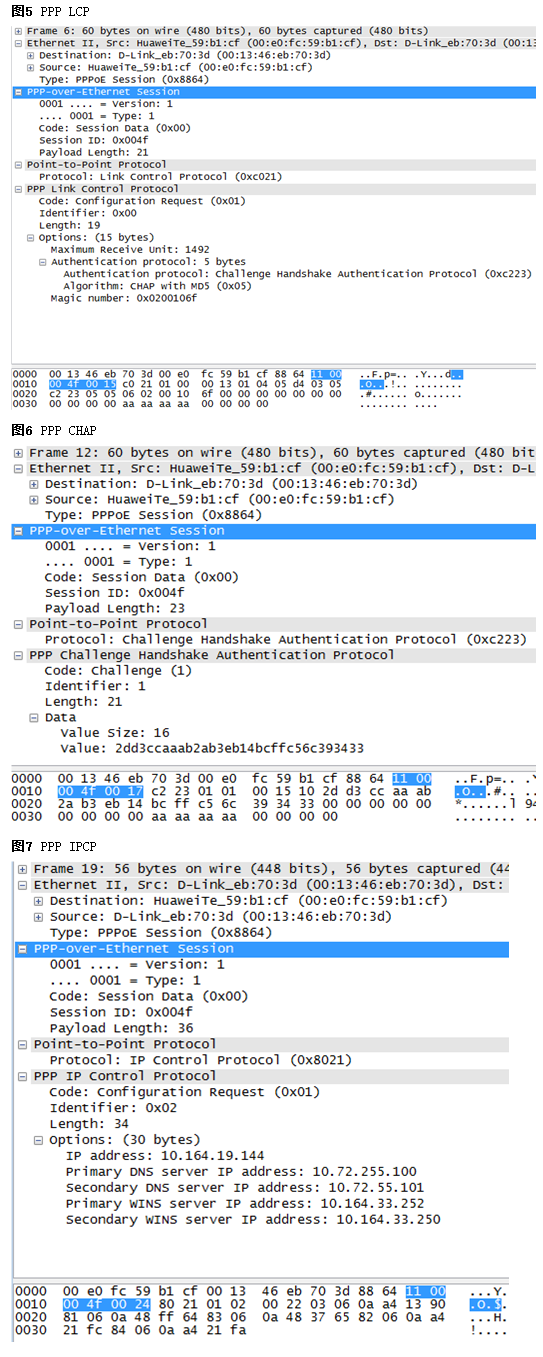 图5 PPP LCP
Frame 6: 60 bytes on wire (480 bits), 60 bytes captured (480 bits)
Ethernet II, Src: HuaweiTe_59:b1:cf (00:e0:fc:59:b1:cf), Dst: D-Link_eb:70:3d (00:13
Destination: D-Link_eb:70:3d (00:13:46:eb:70:3d)
Source: HuaweiTe_59:b1:cf (00:e0:fc:59:b1:cf)
Type: PPPoE Session (0x8864)
PPP-over-Ethernet Session
0001 .... = Version: 1
.... 0001 = Type: 1
Code: Session Data (0x00)
Session ID: 0x004f
Payload Length: 21
Point-to-Point Protocol
Protocol: Link Control Protocol (0xc021)
PPP Link Control Protocol
Code: Configuration Request (0x01)
Identifier: 0x00
Length: 19
Options: (15 bytes)
Maximum Receive Unit: 1492
Authentication protocol: 5 bytes
Authentication protocol: Challenge Handshake Authentication Protocol (0xc223)
Algorithm: CHAP with MD5 (0x05)
Magic number: 0x0200106f
0000 00 13 46 eb 70 3d 00 e0 fc 59 b1 cf 88 64 11 00 ..F.p=.. .Y...d..
0010 00 4f 00 15 c0 21 01 00 00 13 01 04 05 d4 03 05 .O...!.. ........
0020 c2 23 05 05 06 02 00 10 6f 00 00 00 00 00 00 00 .#...... o.......
0030 00 00 00 00 aa aa aa aa 00 00 00 00 ........ ....
图6 PPP CHAP
Frame 12: 60 bytes on wire (480 bits), 60 bytes captured (480 bit
Ethernet II, Src: HuaweiTe_59:b1:cf (00:e0:fc:59:b1:cf), Dst: D-L
Destination: D-Link_eb:70:3d (00:13:46:eb:70:3d)
Source: HuaweiTe_59:b1:cf (00:e0:fc:59:b1:cf)
Type: PPPoE Session (0x8864)
PPP-over-Ethernet Session
0001 .... = Version: 1
.... 0001 = Type: 1
Code: Session Data (0x00)
Session ID: 0x004f
Payload Length: 23
Point-to-Point Protocol
Protocol: Challenge Handshake Authentication Protocol (0xc223)
PPP Challenge Handshake Authentication Protocol
Code: Challenge (1)
Identifier: 1
Length: 21
Data
Value Size: 16
Value: 2dd3ccaaab2ab3eb14bcffc56c393433
0000 00 13 46 eb 70 3d 00 e0 fc 59 b1 cf 88 64 11 00 ..F.p=.. .Y
0010 00 4f 00 17 c2 23 01 01 00 15 10 2d d3 cc aa ab .O...#.. ..
0020 2a b3 eb 14 bc ff c5 6c 39 34 33 00 00 00 00 00 *......l 94
0030 00 00 00 00 aa aa aa aa 00 00 00 00 ........ ..
图7 PPP IPCP
Frame 19: 56 bytes on wire (448 bits), 56 bytes captured (44
Ethernet II, Src: D-Link_eb:70:3d (00:13:46:eb:70:3d), Dst:
Destination: HuaweiTe_59:b1:cf (00:e0:fc:59:b1:cf)
Source: D-Link_eb:70:3d (00:13:46:eb:70:3d)
Type: PPPoE Session (0x8864)
PPP-over-Ethernet Session
0001 .... = Version: 1
.... 0001 = Type: 1
Code: Session Data (0x00)
Session ID: 0x004f
Payload Length: 36
Point-to-Point Protocol
Protocol: IP Control Protocol (0x8021)
PPP IP Control Protocol
Code: Configuration Request (0x01)
Identifier: 0x02
Length: 34
Options: (30 bytes)
IP address: 10.164.19.144
Primary DNS server IP address: 10.72.255.100
Secondary DNS server IP address: 10.72.55.101
Primary WINS server IP address: 10.164.33.252
Secondary WINS server IP address: 10.164.33.250
0000 00 e0 fc 59 b1 cf 00 13 46 eb 70 3d 88 64 11 00 ...Y.
0010 00 4f 00 24 80 21 01 02 00 22 03 06 0a a4 13 90 .O.$.
0020 81 06 0a 48 ff 64 83 06 0a 48 37 65 82 06 0a a4 ...H.
0030 21 fc 84 06 0a a4 21 fa !....